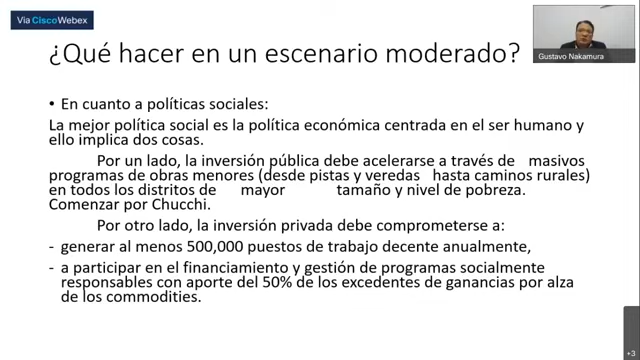 Via Cisco Webex
¿Qué hacer en un escenario moderado?
Gustavo Nakamura
• En cuanto a políticas sociales:
La mejor política social es la política económica centrada en el ser humano y
ello implica dos cosas.
Por un lado, la inversión pública debe acelerarse a través de masivos
programas de obras menores (desde pistas y veredas hasta caminos rurales)
en todos los distritos de mayor tamaño y nivel de pobreza.
Comenzar por Chucchi.
Por otro lado, la inversión privada debe comprometerse a:
- generar al menos 500,000 puestos de trabajo decente anualmente,
- a participar en el financiamiento y gestión de programas socialmente
responsables con aporte del 50% de los excedentes de ganancias por alza
de los commodities.
+3